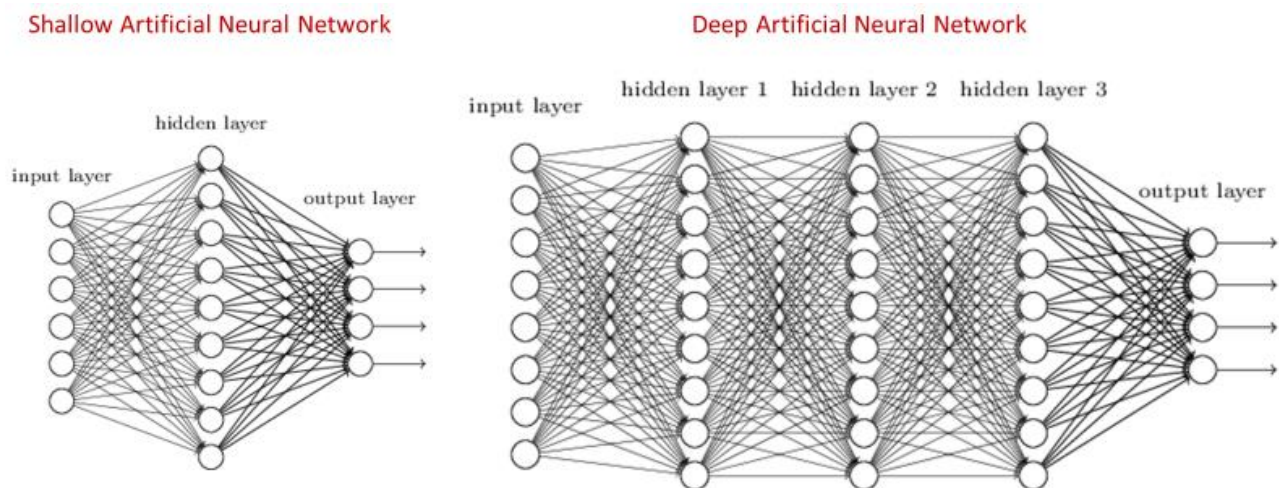 Shallow Artificial Neural Network
input layer
hidden layer
output layer
Deep Artificial Neural Network
input layer
hidden layer 1
hidden layer 2
hidden layer 3
output layer